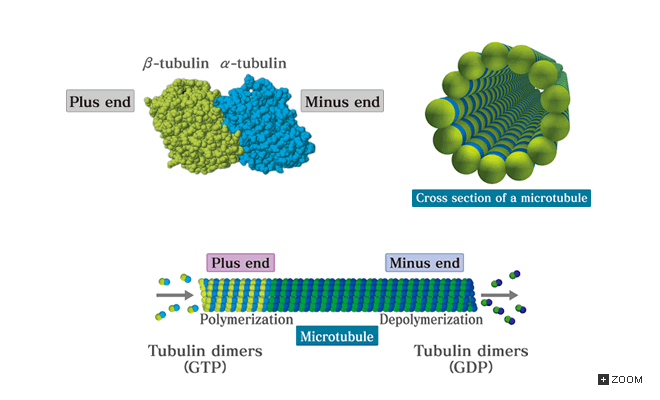 β-tubulin α-tubulin
Plus end
Minus end
Cross section of a microtubule
Plus end
Minus end
Polymerization
Depolymerization
Microtubule
Tubulin dimers
(GTP)
Tubulin dimers
(GDP)
+ ZOOM